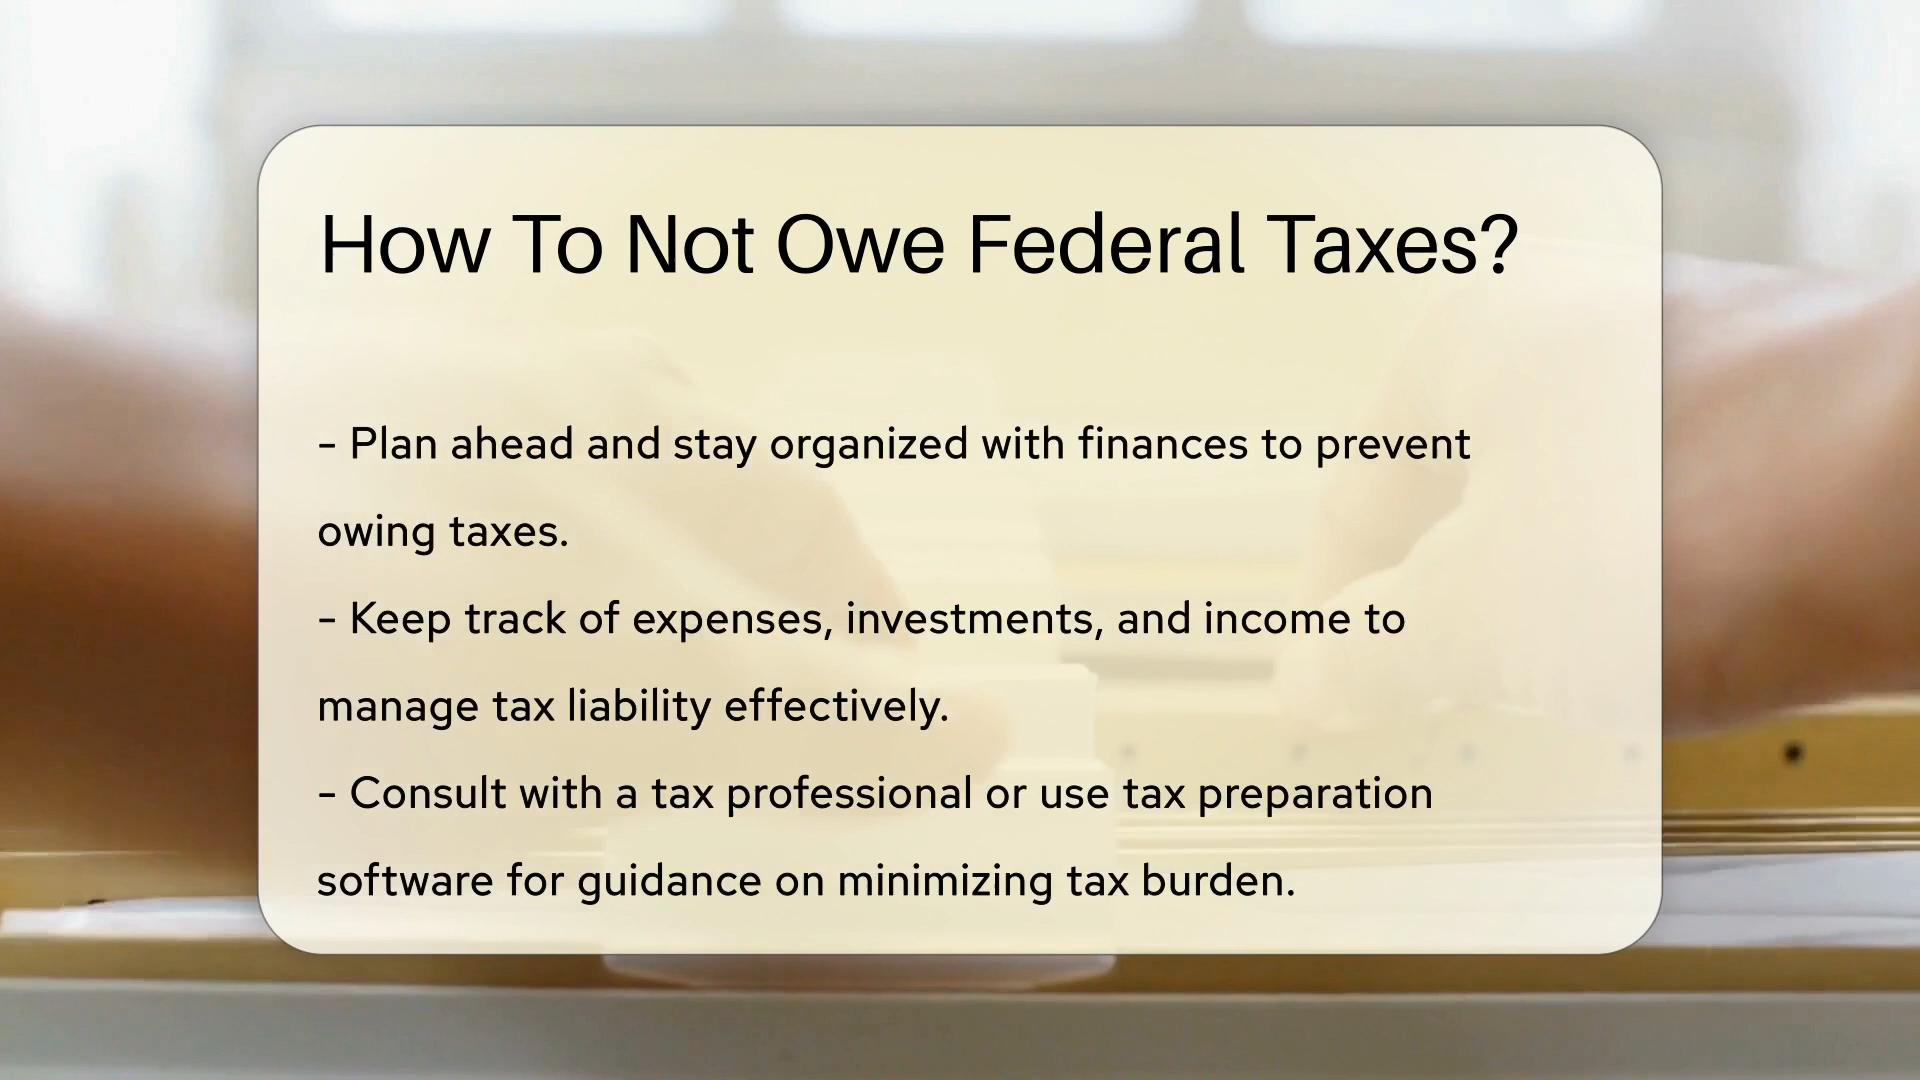 How To Not Owe Federal Taxes?
- Plan ahead and stay organized with finances to prevent
owing taxes.
- Keep track of expenses, investments, and income to
manage tax liability effectively.
- Consult with a tax professional or use tax preparation
software for guidance on minimizing tax burden.